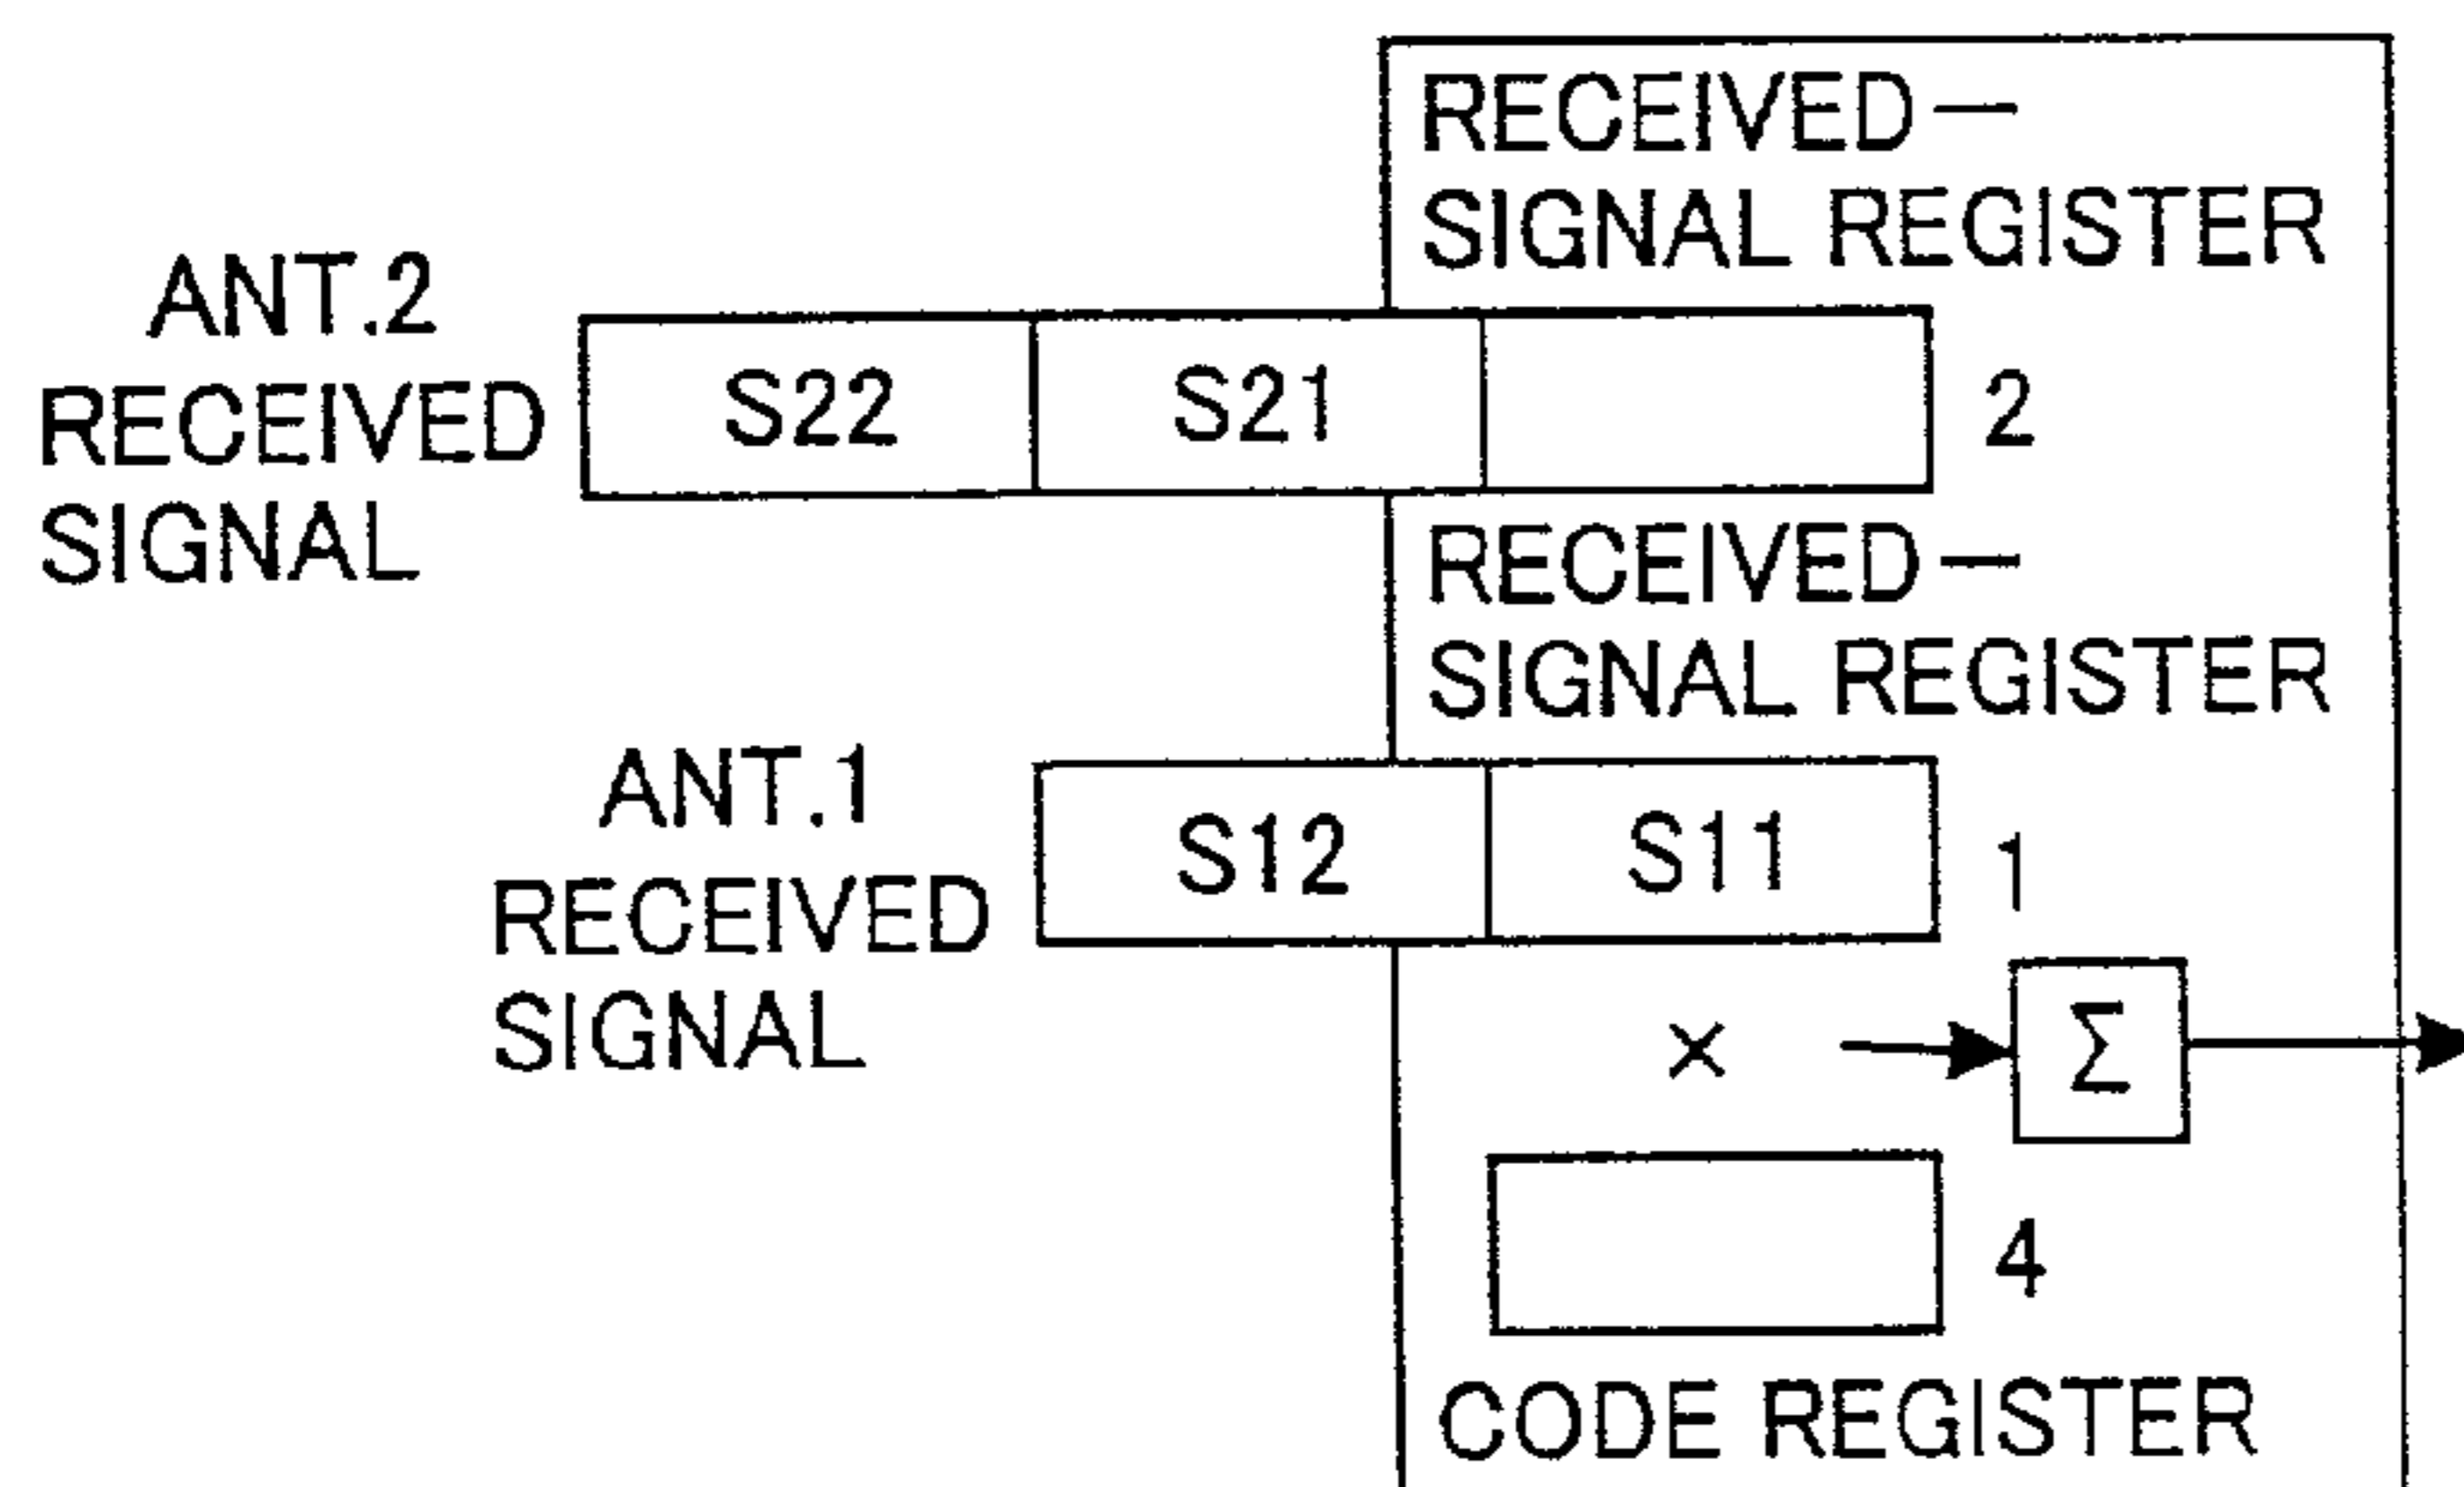 RECEIVED—
SIGNAL REGISTER
ANT.2
RECEIVED
SIGNAL
S22 S21 2
RECEIVED—
SIGNAL REGISTER
ANT.1
RECEIVED
SIGNAL
S12 S11 1
× Σ
4
CODE REGISTER